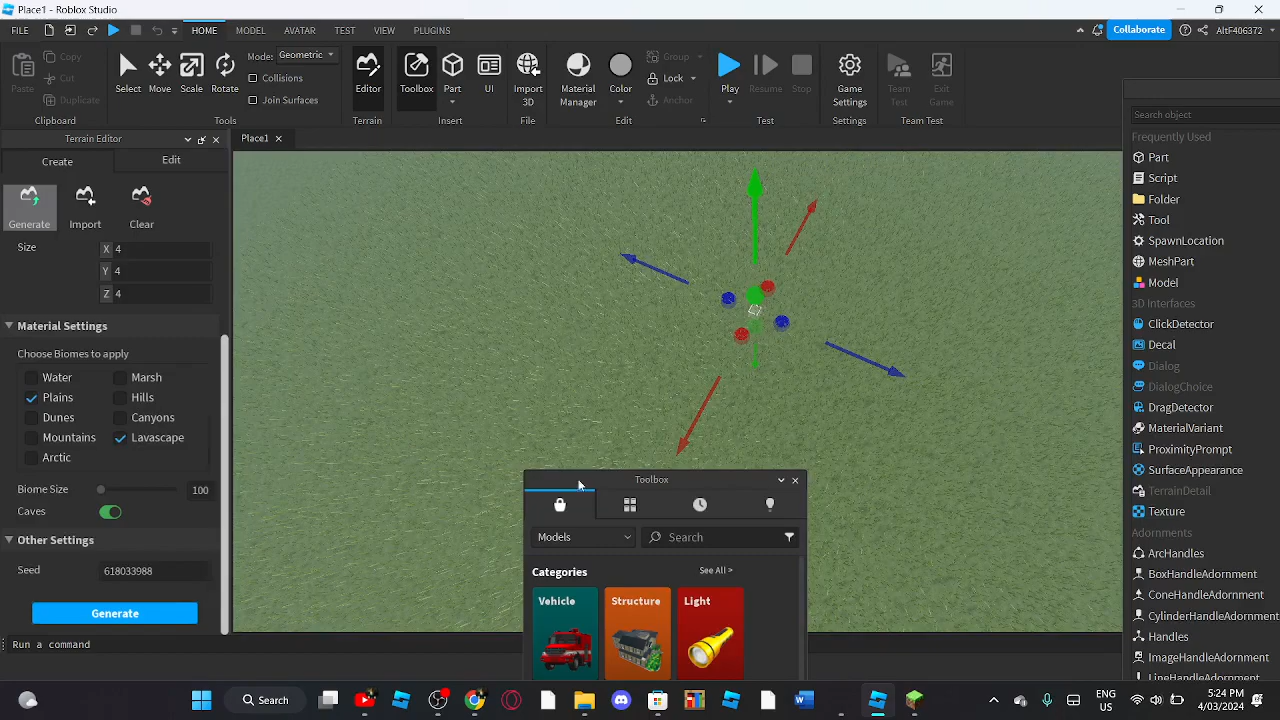 Place1 - Roblox Studio
FILE
HOME
MODEL
AVATAR
TEST
VIEW
PLUGINS
Collaborate
AHF406372
Paste
Copy
Cut
Duplicate
Clipboard
Select
Move
Scale
Rotate
Mode: Geometric
Collisions
Join Surfaces
Tools
Editor
Terrain
Toolbox
Part
UI
Insert
Import
3D
File
Material
Manager
Color
Group
Lock
Anchor
Edit
Play
Resume
Stop
Test
Game
Settings
Settings
Team
Test
Exit
Game
Team Test
Terrain Editor
Create
Edit
Generate
Import
Clear
Size
X 4
Y 4
Z 4
Material Settings
Choose Biomes to apply
Water
Marsh
Plains
Hills
Dunes
Canyons
Mountains
Lavascape
Arctic
Biome Size
100
Caves
Other Settings
Seed
618033988
Generate
Run a command
Place1
Toolbox
Models
Search
Categories
See All >
Vehicle
Structure
Light
Search object
Frequently Used
Part
Script
Folder
Tool
SpawnLocation
MeshPart
Model
3D Interfaces
ClickDetector
Decal
Dialog
DialogChoice
DragDetector
MaterialVariant
ProximityPrompt
SurfaceAppearance
TerrainDetail
Texture
Adornments
ArcHandles
BoxHandleAdornment
ConeHandleAdornment
CylinderHandleAdornment
Handles
ImageHandleAdornment
LineHandleAdornment
Search
ENG
US
5:24 PM
4/03/2024